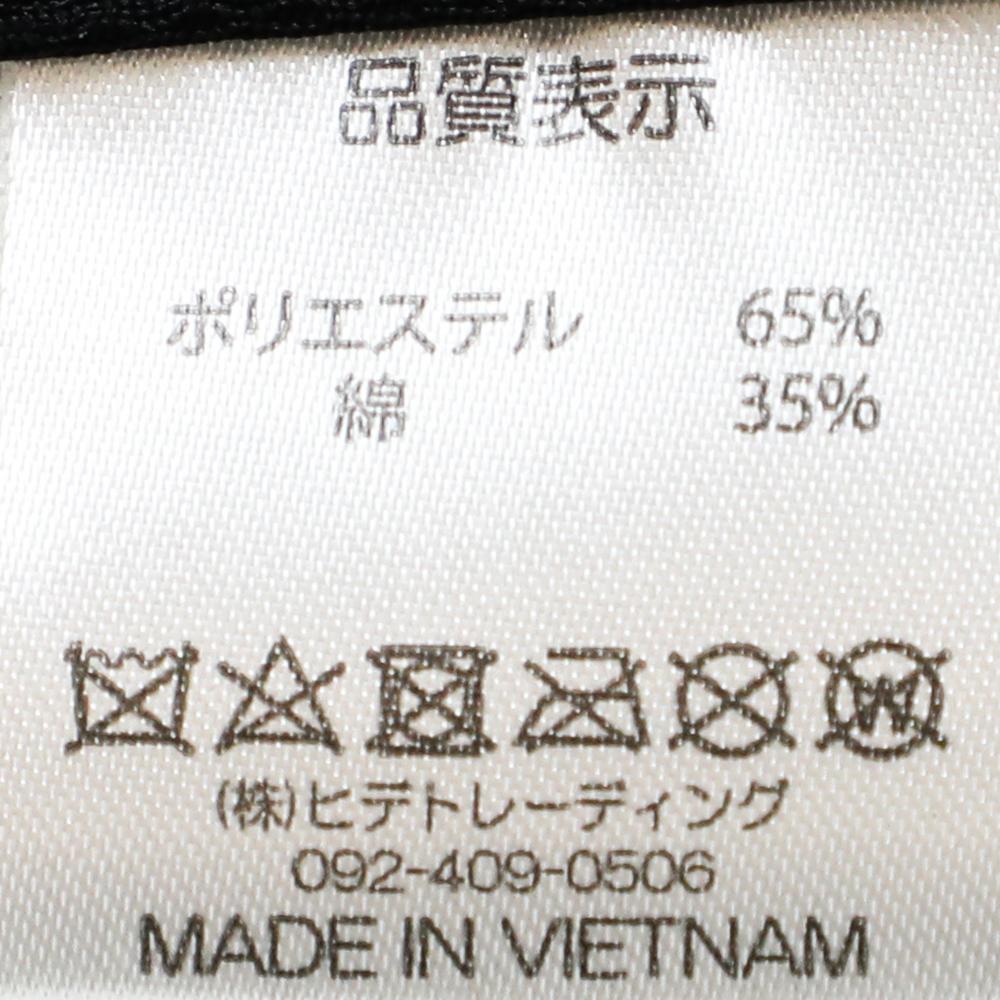 品質表示
ポリエステル 65%
綿 35%
W
(株)ヒデトレーディング
092-409-0506
MADE IN VIETNAM